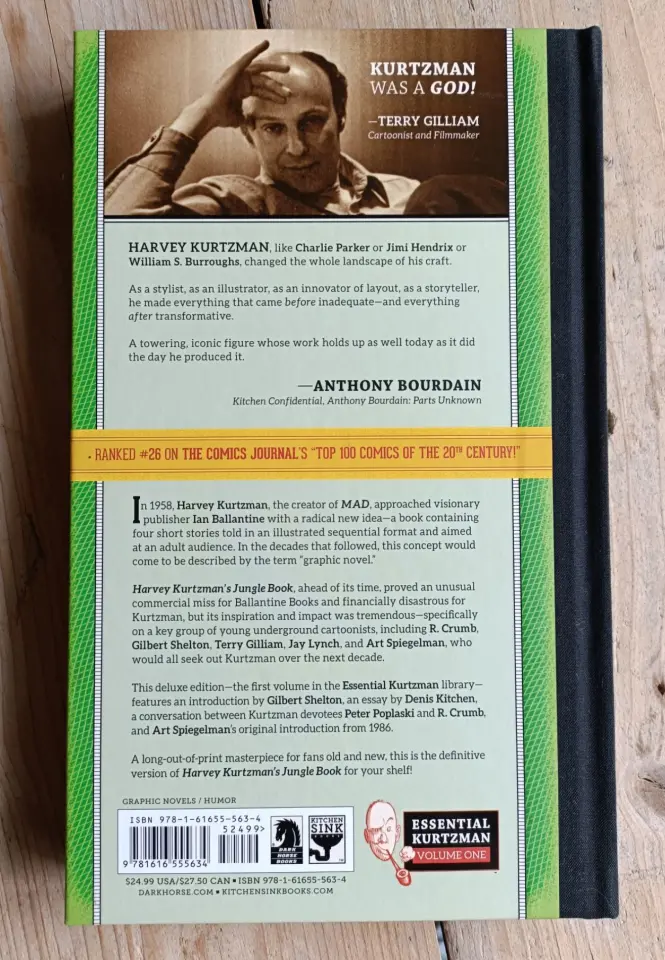 KURTZMAN
WAS A GOD!
—TERRY GILLIAM
Cartoonist and Filmmaker
HARVEY KURTZMAN, like Charlie Parker or Jimi Hendrix or
William S. Burroughs, changed the whole landscape of his craft.
As a stylist, as an illustrator, as an innovator of layout, as a storyteller,
he made everything that came before inadequate—and everything
after transformative.
A towering, iconic figure whose work holds up as well today as it did
the day he produced it.
—ANTHONY BOURDAIN
Kitchen Confidential, Anthony Bourdain: Parts Unknown
• RANKED #26 ON THE COMICS JOURNAL'S "TOP 100 COMICS OF THE 20TH CENTURY!"
In 1958, Harvey Kurtzman, the creator of MAD, approached visionary
publisher Ian Ballantine with a radical new idea—a book containing
four short stories told in an illustrated sequential format and aimed
at an adult audience. In the decades that followed, this concept would
come to be described by the term "graphic novel."
Harvey Kurtzman's Jungle Book, ahead of its time, proved an unusual
commercial miss for Ballantine Books and financially disastrous for
Kurtzman, but its inspiration and impact was tremendous—specifically
on a key group of young underground cartoonists, including R. Crumb,
Gilbert Shelton, Terry Gilliam, Jay Lynch, and Art Spiegelman, who
would all seek out Kurtzman over the next decade.
This deluxe edition—the first volume in the Essential Kurtzman library—
features an introduction by Gilbert Shelton, an essay by Denis Kitchen,
a conversation between Kurtzman devotees Peter Poplaski and R. Crumb,
and Art Spiegelman's original introduction from 1986.
A long-out-of-print masterpiece for fans old and new, this is the definitive
version of Harvey Kurtzman's Jungle Book for your shelf!
GRAPHIC NOVELS / HUMOR
ISBN 978-1-61655-563-4
52499>
9 781616 555634
DARK
HORSE
BOOKS
KITCHEN
SINK
BOOKS
ESSENTIAL
KURTZMAN
VOLUME ONE
$24.99 USA/$27.50 CAN • ISBN 978-1-61655-563-4
DARKHORSE.COM • KITCHENSINKBOOKS.COM